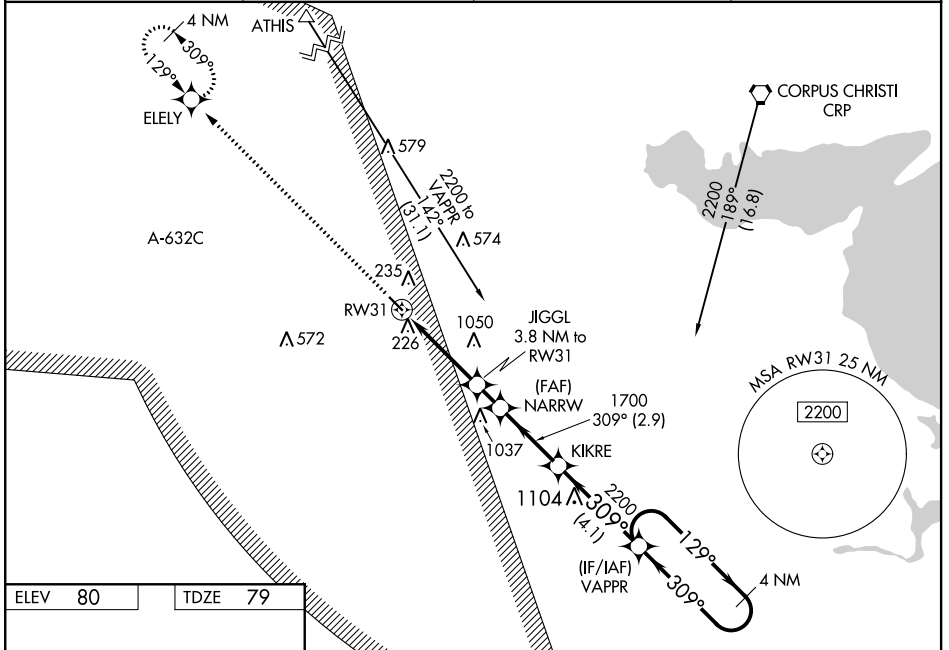 4 NM
309°
129°
ELELY
ATHIS
CORPUS CHRISTI
CRP
579
2200 to
VAPPR
142°
(31.1)
2200
189°
(16.8)
574
A-632C
235
RW31
226
572
1050
JIGGL
3.8 NM to
RW31
(FAF)
NARRW
1700
309° (2.9)
1037
KIKRE
MSA RW31 25 NM
2200
1104
2200
309°
(4.1)
(IF/IAF)
VAPPR
129°
309°
4 NM
ELEV 80
TDZE 79